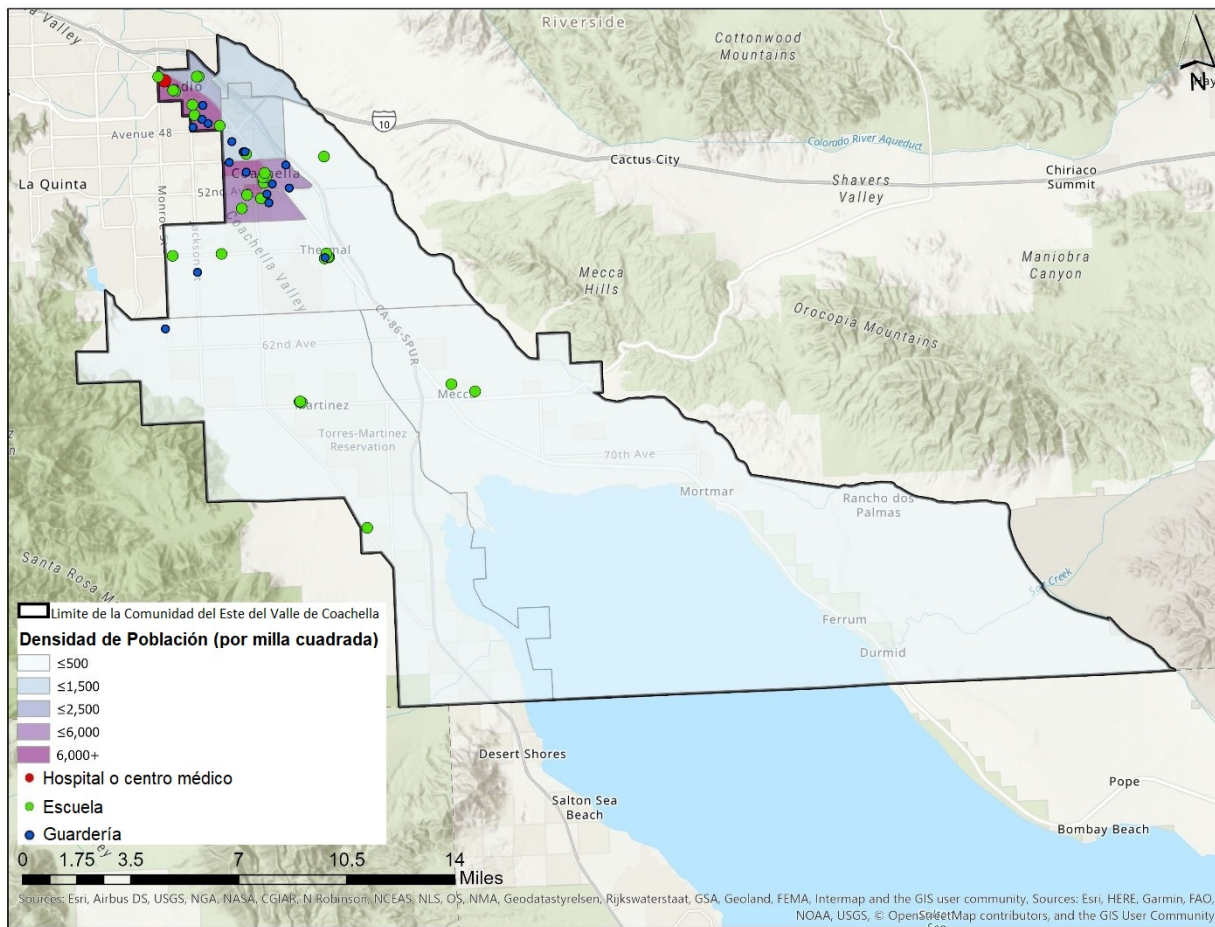 Riverside
Valley
Cottonwood
Mountains
N
Avenue 48
10
Colorado River Aqueduct
Cactus City
Chiriaco
Summit
La Quinta
Coachella
52nd Ave
Shavers
Valley
Monroe St
Jackson St
Coachella Valley
Thermal
Mecca
Hills
Maniobra
Canyon
CA-86-SPUR
Orocopia Mountains
62nd Ave
Mecca
Martinez
Torres-Martinez
Reservation
70th Ave
Mortmar
Rancho dos
Palmas
Santa Rosa M
Salt Creek
Ferrum
Durmid
Limite de la Comunidad del Este del Valle de Coachella
Densidad de Población (por milla cuadrada)
≤500
≤1,500
≤2,500
≤6,000
6,000+
Hospital o centro médico
Escuela
Guardería
Desert Shores
Salton Sea
Beach
Pope
Bombay Beach
0 1.75 3.5 7 10.5 14
Miles
Sources: Esri, Airbus DS, USGS, NGA, NASA, CGIAR, N Robinson, NCEAS, NLS, OS, NMA, Geodatastyrelsen, Rijkswaterstaat, GSA, Geoland, FEMA, Intermap and the GIS user community, Sources: Esri, HERE, Garmin, FAO,
NOAA, USGS, © OpenStreetMap contributors, and the GIS User Community